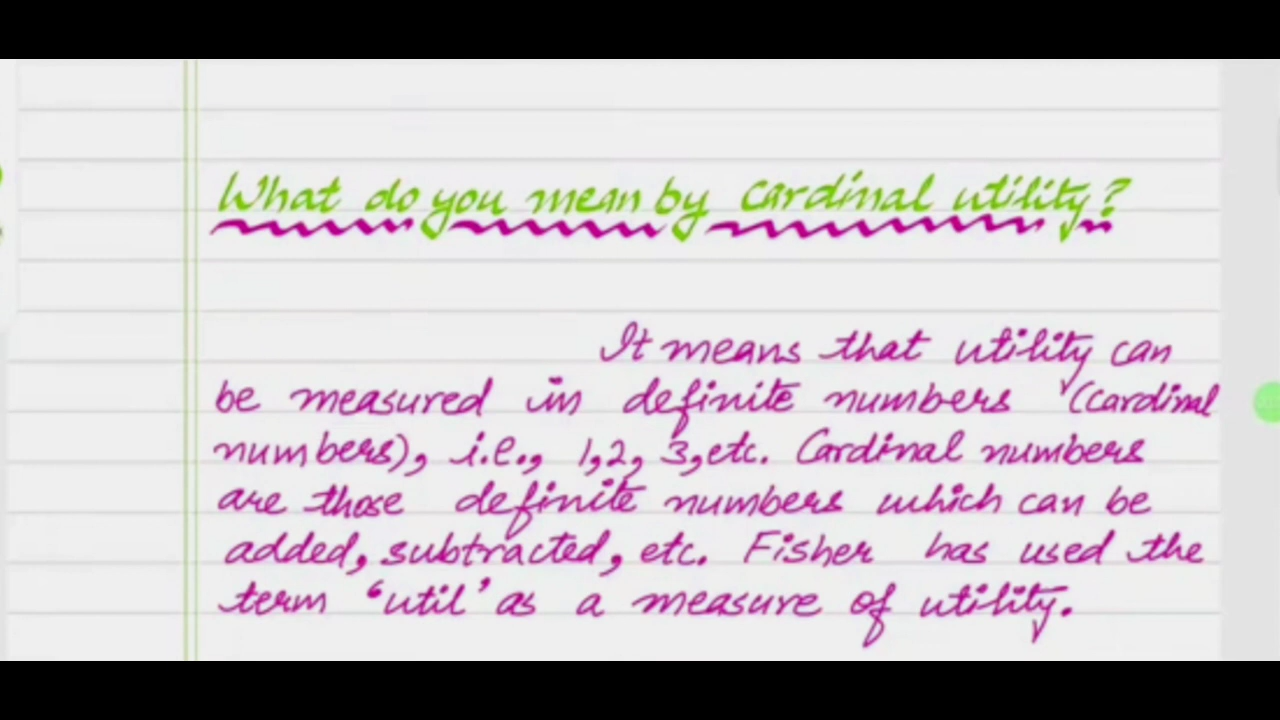 What do you mean by Cardinal utility?
It means that utility can
be measured in definite numbers (Cardinal
numbers), i.e., 1,2, 3,etc. Cardinal numbers
are those definite numbers which can be
added, subtracted, etc. Fisher has used the
term 'util' as a measure of utility.